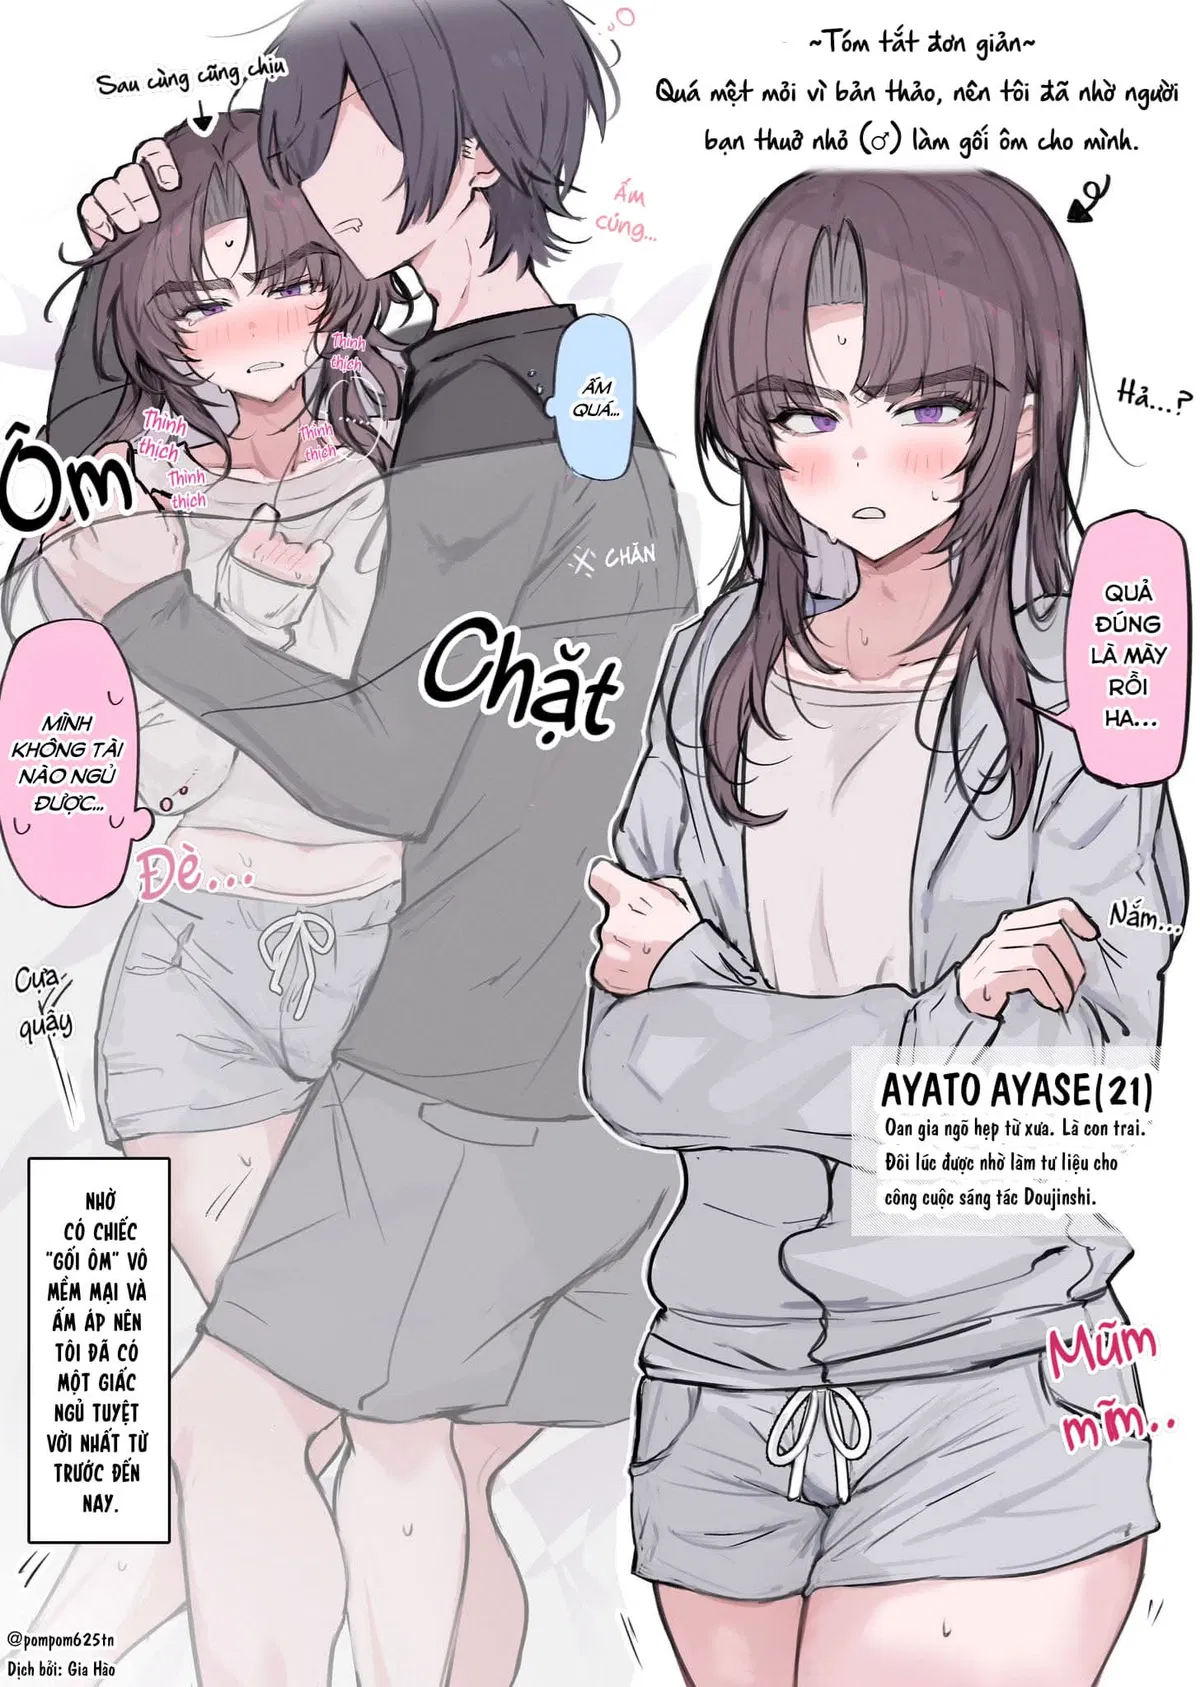 ~Tóm tắt đơn giản~
Quá mệt mỏi vì bản thảo, nên tôi đã nhờ người
bạn thuở nhỏ (♂) làm gối ôm cho mình.
Hả...?
QUẢ
ĐÚNG
LÀ MÀY
RỒI
HA...
Nắm...
AYATO AYASE(21)
Oan gia ngõ hẹp từ xưa. Là con trai.
Đôi lúc được nhờ làm tư liệu cho
công cuộc sáng tác Doujinshi.
Mũm
mĩm..
Sau cùng cũng chịu
Ấm
cúng...
ẤM
QUÁ...
Thình
thịch
Thình
thịch
Thình
thịch
Thình
thịch
Ôm
CHĂN
Chặt
MÌNH
KHÔNG TÀI
NÀO NGỦ
ĐƯỢC...
Đè...
Cựa
quậy
NHỜ
CÓ CHIẾC
"GỐI ÔM" VÔ
MỀM MẠI VÀ
ẤM ÁP NÊN
TÔI ĐÃ CÓ
MỘT GIẤC
NGỦ TUYỆT
VỜI NHẤT TỪ
TRƯỚC ĐẾN
NAY.
@pompom625tn
Dịch bởi: Gia Hào